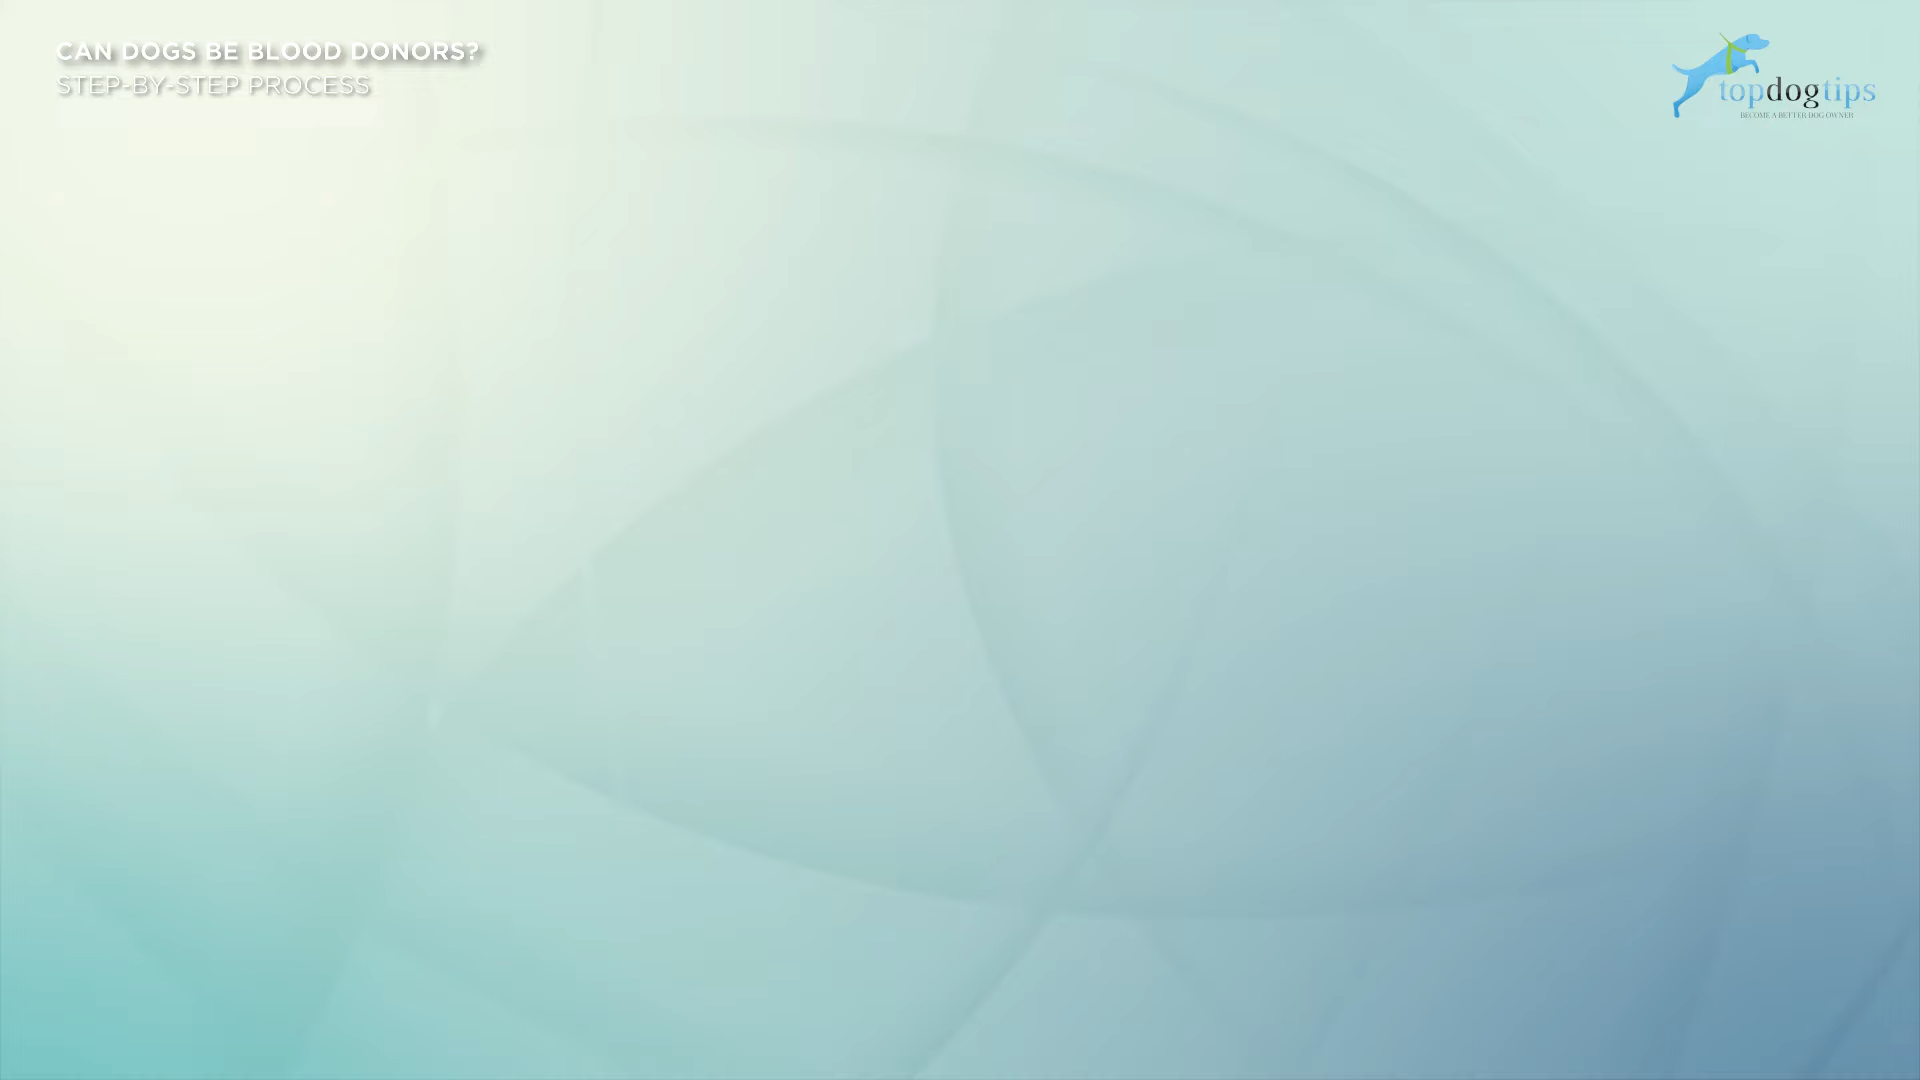 CAN DOGS BE BLOOD DONORS?
STEP-BY-STEP PROCESS
topdogtips
BECOME A BETTER DOG OWNER